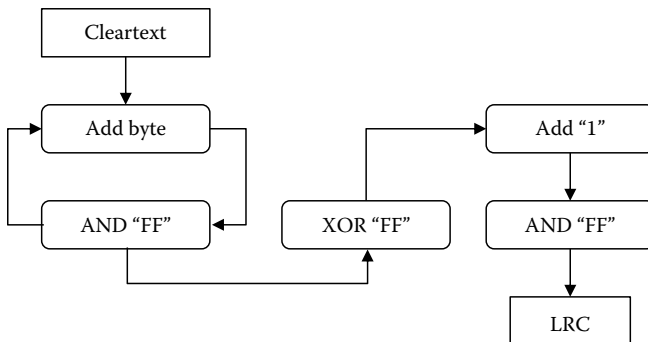 Cleartext
Add byte
AND “FF”
XOR “FF”
Add “1”
AND “FF”
LRC